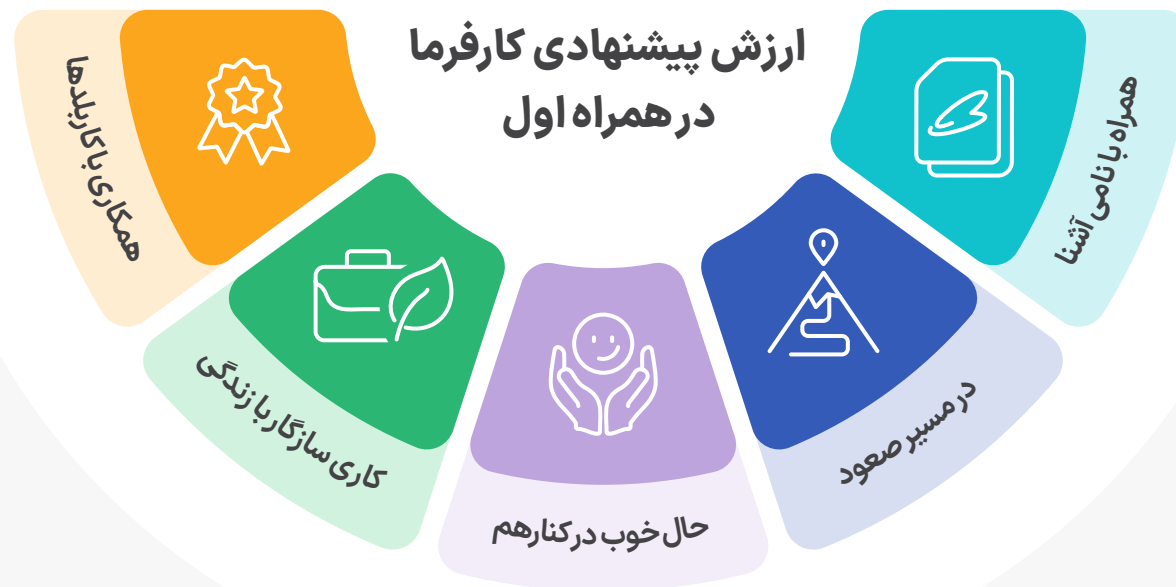 ارزش پیشنهادی کارفرما
در همراه اول
همراه با نامی آشنا
در مسیر صعود
حال خوب در کنار هم
کاری سازگار با زندگی
همکاری با کاربلدها